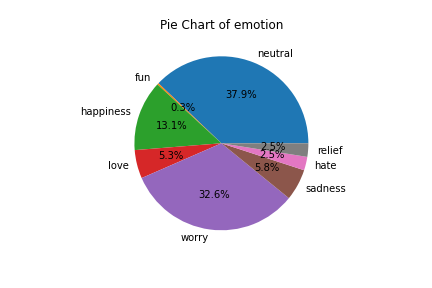 Pie Chart of emotion
neutral
37.9%
fun
0.3%
happiness
13.1%
love
5.3%
worry
32.6%
sadness
5.8%
hate
2.5%
relief
2.5%